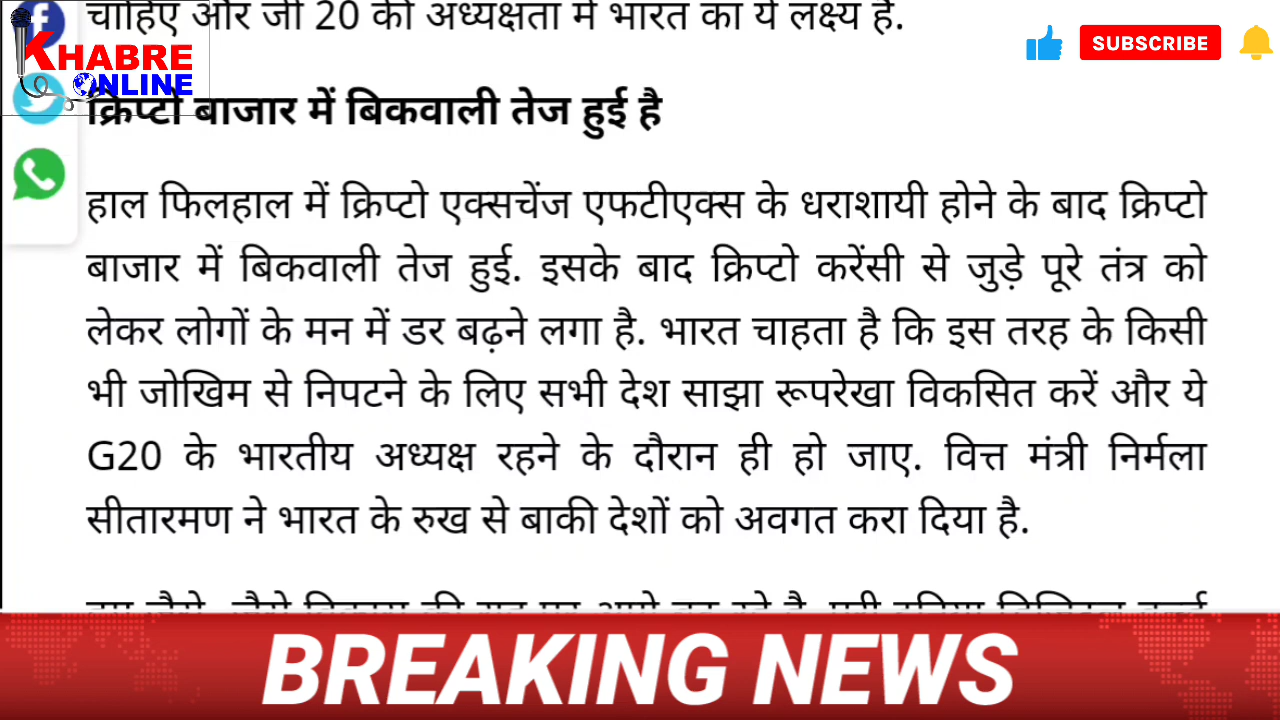 चाहिए और जी 20 की अध्यक्षता में भारत का ये लक्ष्य है.
KHABRE
ONLINE
SUBSCRIBE
क्रिप्टो बाजार में बिकवाली तेज हुई है
हाल फिलहाल में क्रिप्टो एक्सचेंज एफटीएक्स के धराशायी होने के बाद क्रिप्टो
बाजार में बिकवाली तेज हुई. इसके बाद क्रिप्टो करेंसी से जुड़े पूरे तंत्र को
लेकर लोगों के मन में डर बढ़ने लगा है. भारत चाहता है कि इस तरह के किसी
भी जोखिम से निपटने के लिए सभी देश साझा रूपरेखा विकसित करें और ये
G20 के भारतीय अध्यक्ष रहने के दौरान ही हो जाए. वित्त मंत्री निर्मला
सीतारमण ने भारत के रुख से बाकी देशों को अवगत करा दिया है.
BREAKING NEWS